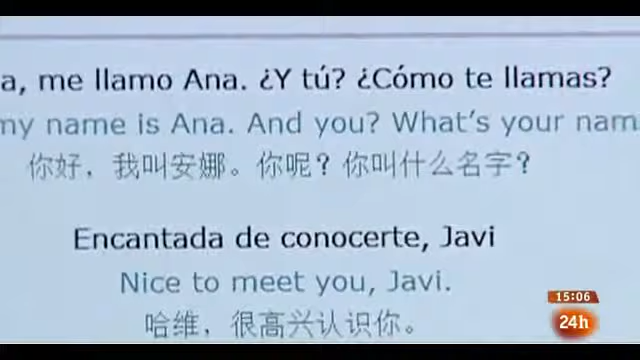 a, me llamo Ana. ¿Y tú? ¿Cómo te llamas?
my name is Ana. And you? What's your nam
你好，我叫安娜。你呢？你叫什么名字？
Encantada de conocerte, Javi
Nice to meet you, Javi.
哈维，很高兴认识你。
15:06
24h